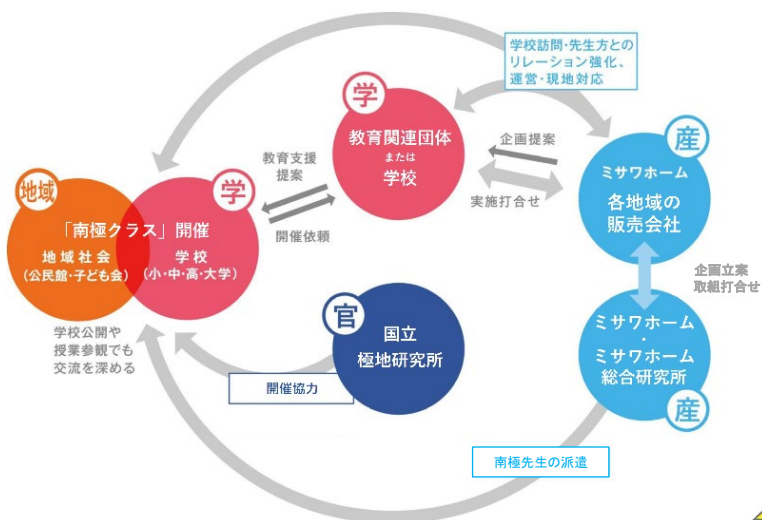 学校訪問・先生方との
リレーション強化、
運営・現地対応
学
教育関連団体
または
学校
企画提案
実施打合せ
産
ミサワホーム
各地域の
販売会社
教育支援
提案
開催依頼
地域
学
「南極クラス」開催
地域社会
(公民館・子ども会)
学校
(小・中・高・大学)
学校公開や
授業参観でも
交流を深める
官
国立
極地研究所
開催協力
企画立案
取組打合せ
ミサワホーム
・
ミサワホーム
総合研究所
産
南極先生の派遣